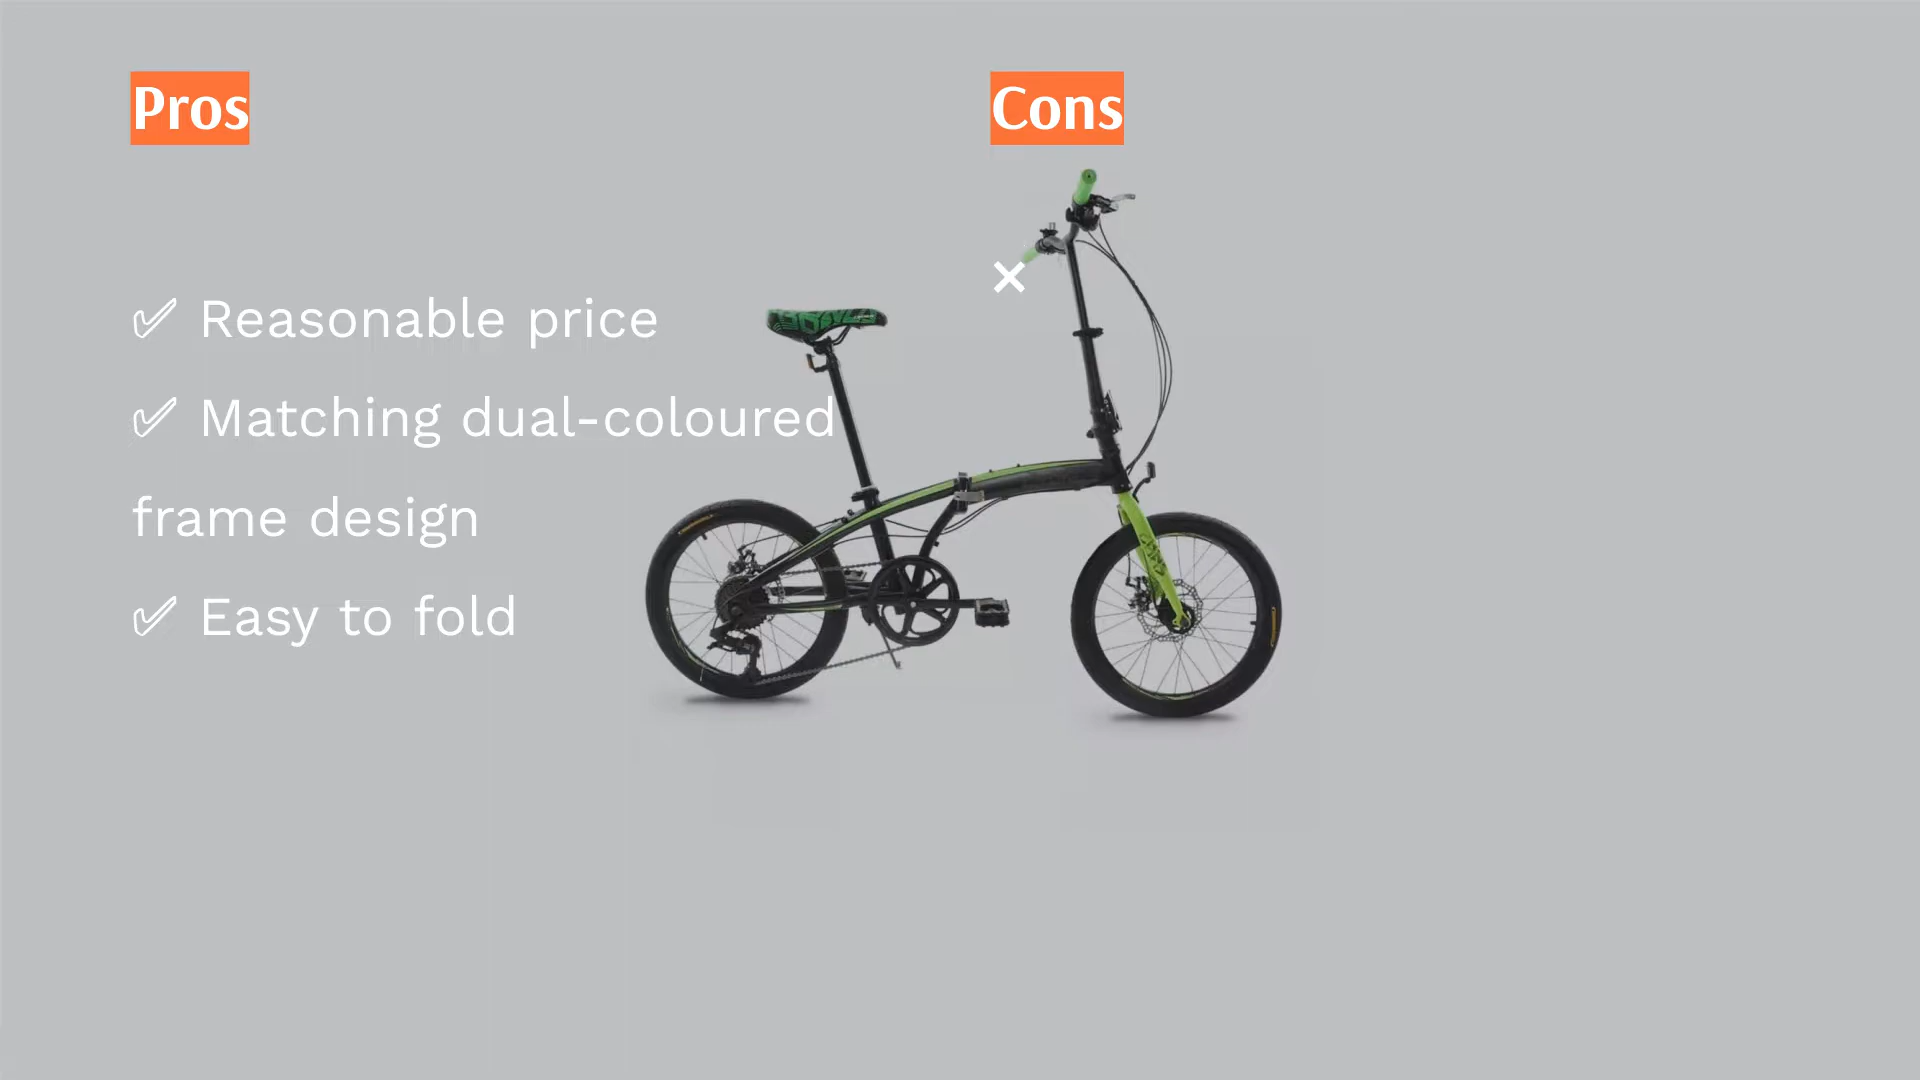 Pros
✅ Reasonable price
✅ Matching dual-coloured
frame design
✅ Easy to fold
Cons
×